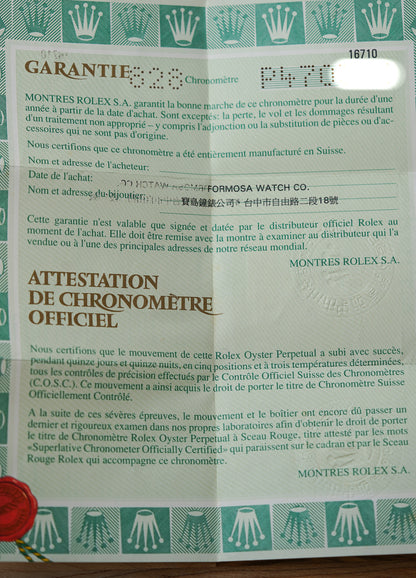 16710
GARANTIE 828 Chronomètre P470
MONTRES ROLEX S.A. garantit la bonne marche de ce chronomètre pour la durée d'une
année à partir de la date d'achat. Sont exceptés: la perte, le vol et les dommages résultant
d'un traitement non approprié – y compris l'adjonction ou la substitution de pièces ou d'ac-
cessoires qui ne sont pas d'origine.
Nous certifions que ce chronomètre a été entièrement manufacturé en Suisse.
Nom et adresse de l'acheteur:
Date de l'achat:
FORMOSA WATCH CO.
Nom et adresse du bijoutier:
寶島鐘錶公司 台中市自由路二段18號
Cette garantie n'est valable que signée et datée par le distributeur officiel Rolex au
moment de l'achat. Elle doit être remise avec la montre à examiner au distributeur qui l'a
vendue ou à l'une des principales adresses de notre réseau mondial.
MONTRES ROLEX S.A.
ATTESTATION
DE CHRONOMÈTRE
OFFICIEL
Nous certifions que le mouvement de cette Rolex Oyster Perpetual a subi avec succès,
pendant quinze jours et quinze nuits, en cinq positions et à trois températures déterminées,
tous les contrôles de précision effectués par le Contrôle Officiel Suisse des Chronomètres
(C.O.S.C.). Ce mouvement a ainsi acquis le droit de porter le titre de Chronomètre Suisse
Officiellement Contrôlé.
A la suite de ces sévères épreuves, le mouvement et le boîtier ont encore dû passer un
dernier et rigoureux examen dans nos propres laboratoires afin d'obtenir le droit de porter
le titre de Chronomètre Rolex Oyster Perpetual à Sceau Rouge, titre attesté par les mots
«Superlative Chronometer Officially Certified» qui paraissent sur le cadran et par le Sceau
Rouge Rolex qui accompagne ce chronomètre.
MONTRES ROLEX S.A.